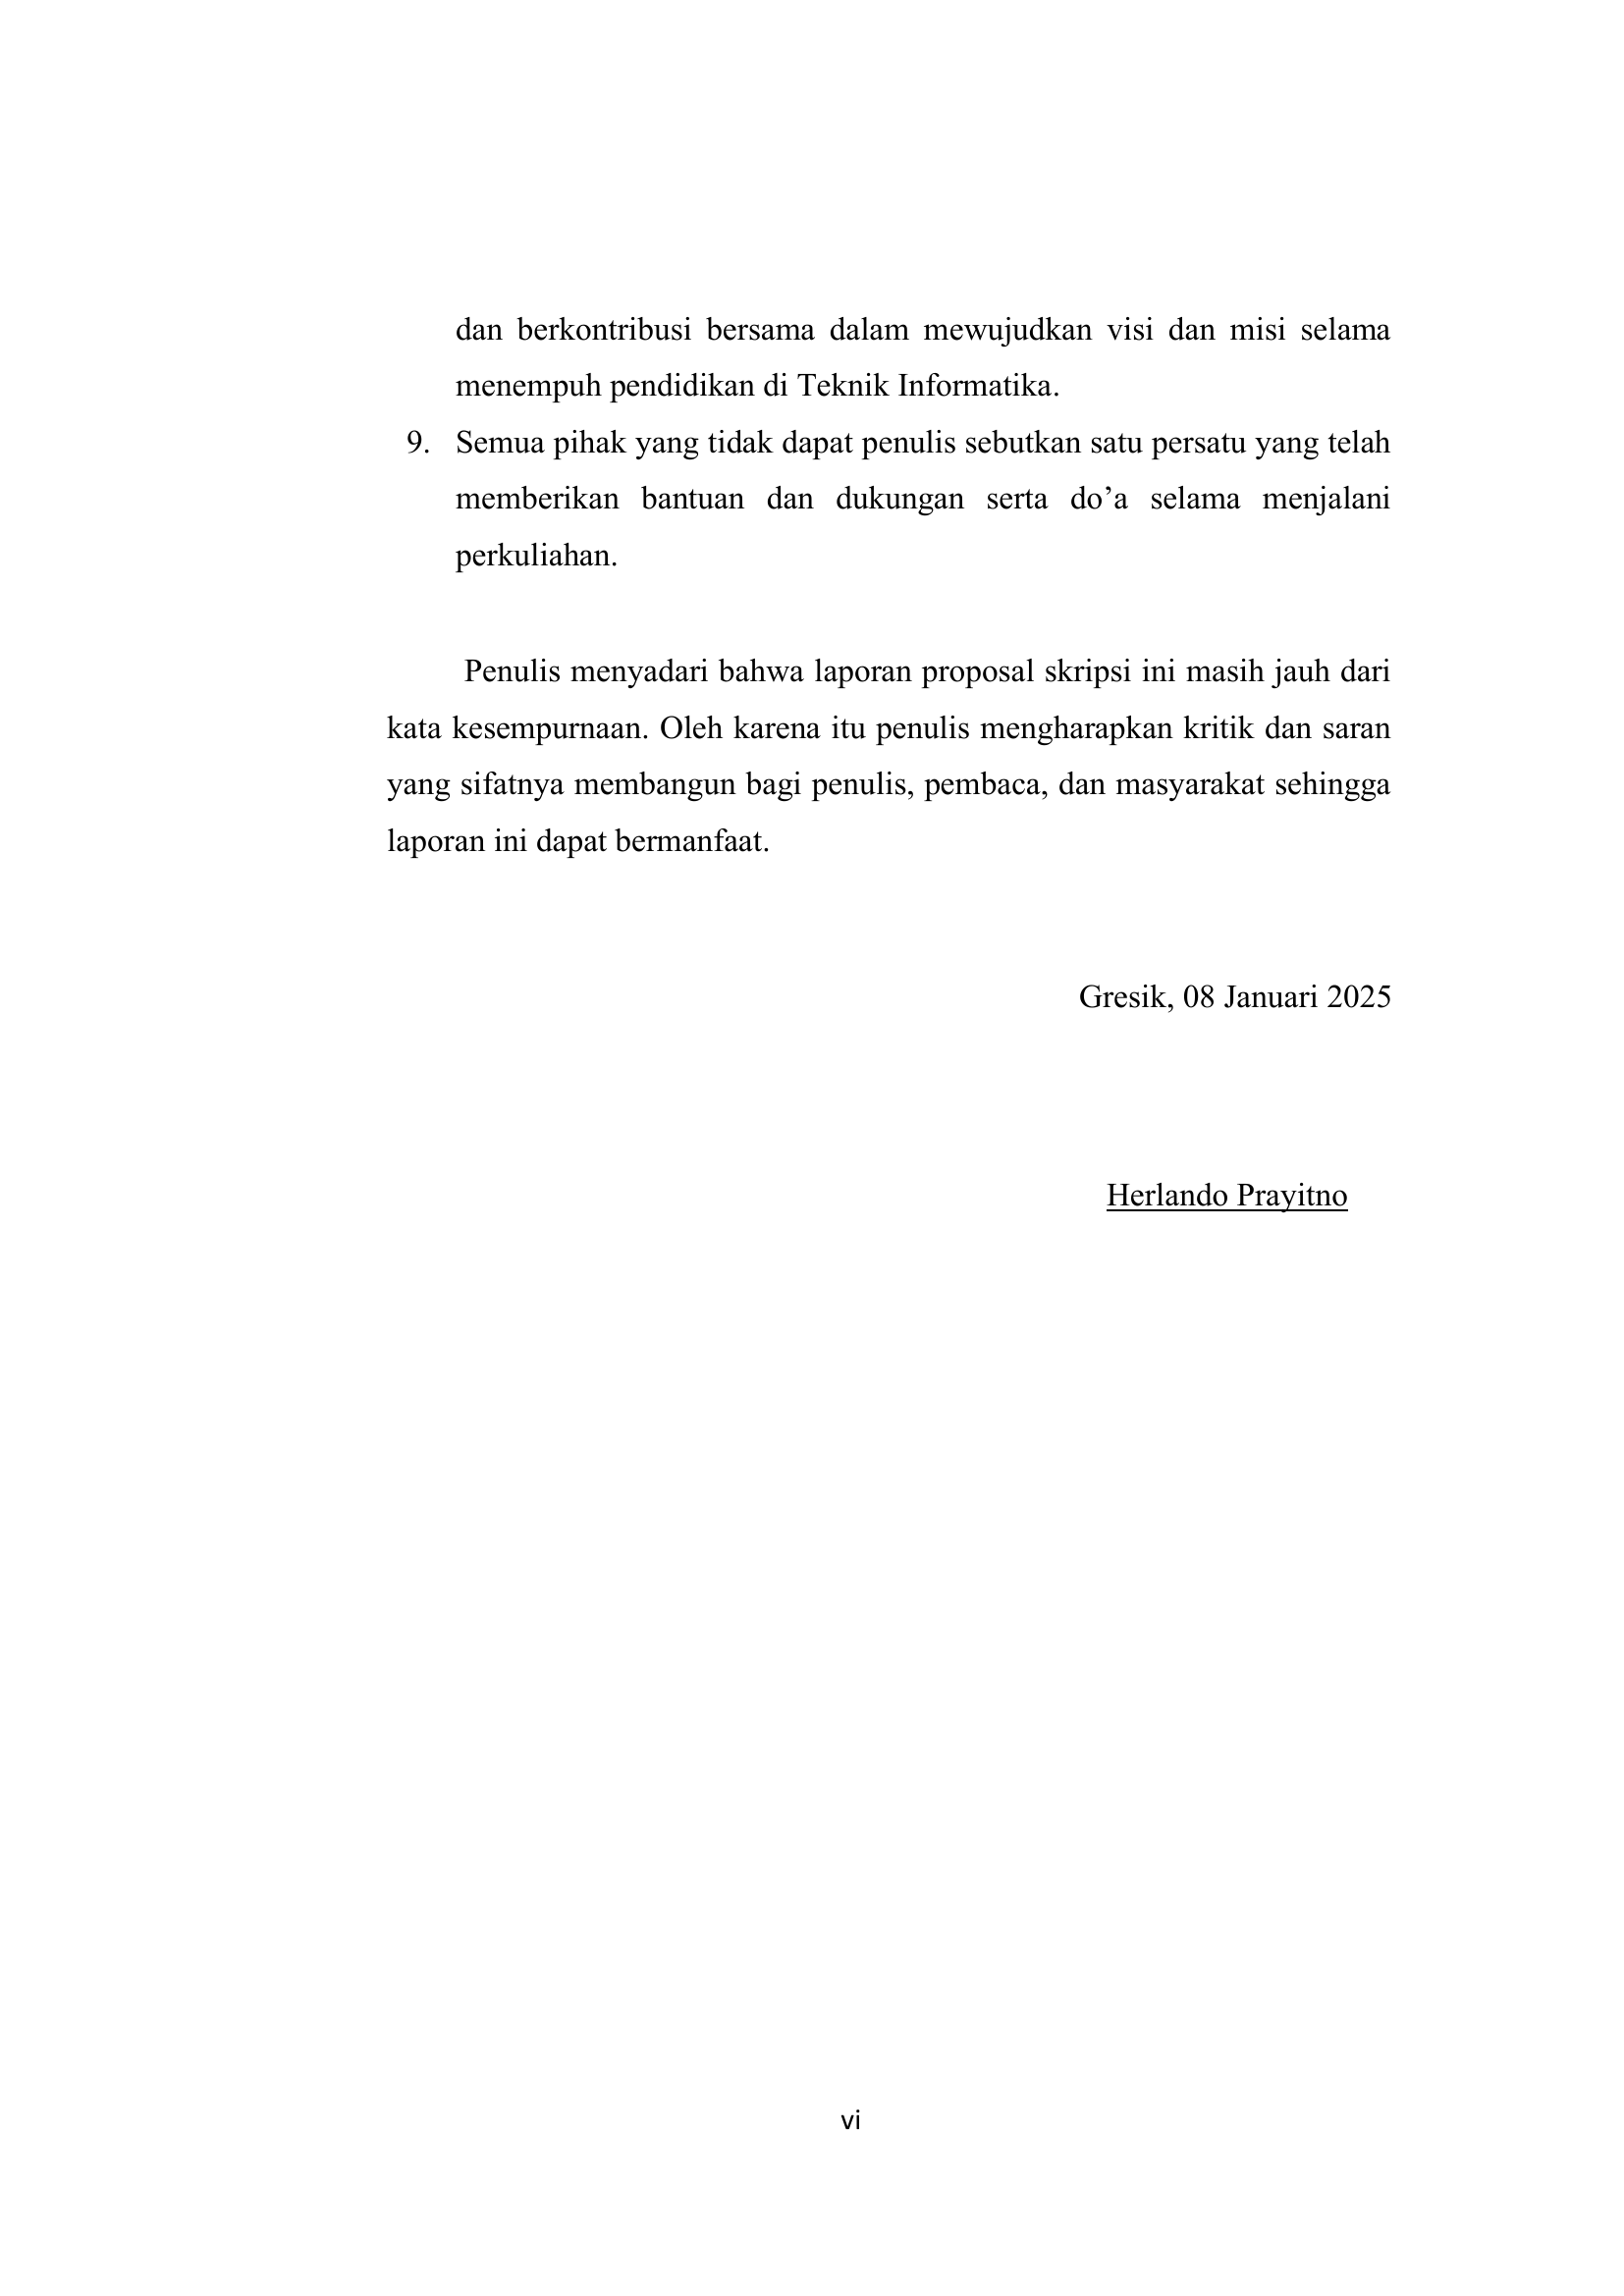 dan berkontribusi bersama dalam mewujudkan visi dan misi selama
menempuh pendidikan di Teknik Informatika.
9. Semua pihak yang tidak dapat penulis sebutkan satu persatu yang telah
memberikan bantuan dan dukungan serta do’a selama menjalani
perkuliahan.
Penulis menyadari bahwa laporan proposal skripsi ini masih jauh dari
kata kesempurnaan. Oleh karena itu penulis mengharapkan kritik dan saran
yang sifatnya membangun bagi penulis, pembaca, dan masyarakat sehingga
laporan ini dapat bermanfaat.
Gresik, 08 Januari 2025
Herlando Prayitno
vi